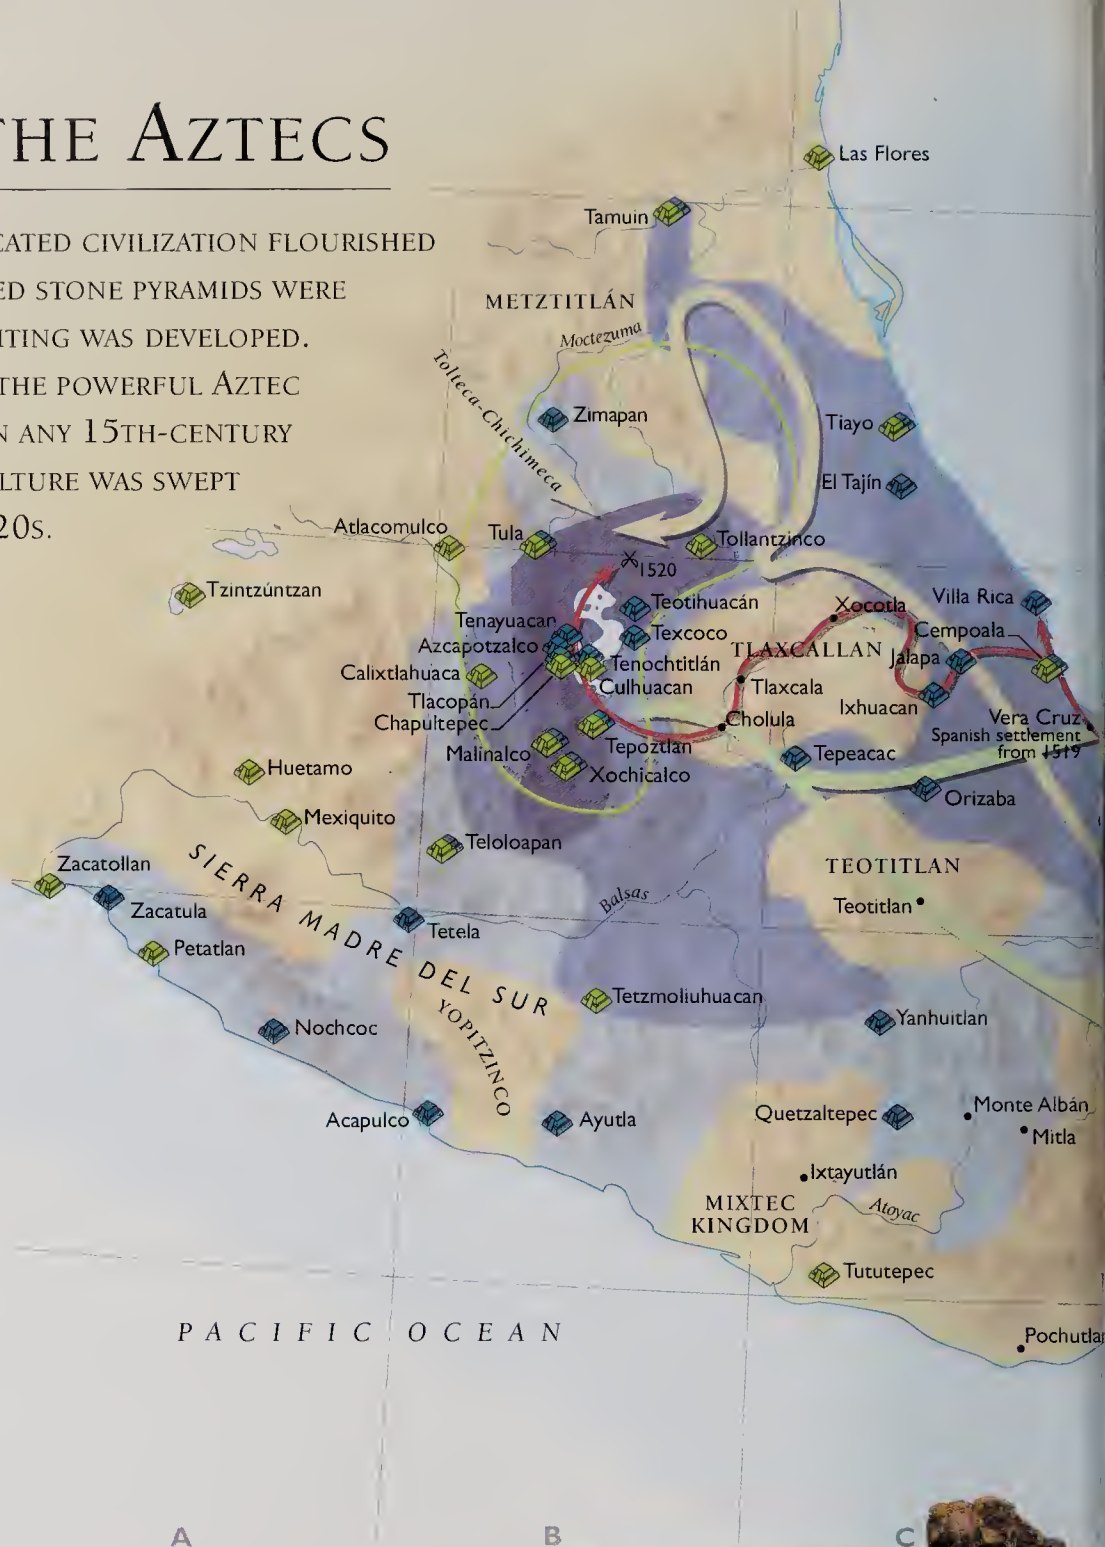 THE AZTECS
CATED CIVILIZATION FLOURISHED
ED STONE PYRAMIDS WERE
ITING WAS DEVELOPED.
THE POWERFUL AZTEC
N ANY 15TH-CENTURY
LTURE WAS SWEPT
20S.
Las Flores
Tamuin
METZTITLÁN
Moctezuma
Tolteca-Chichimeca
Zimapan
Tiayo
El Tajín
Atlacomulco
Tula
Tollantzinco
1520
Tzintzúntzan
Teotihuacán
Xocotla
Villa Rica
Tenayuacan
Texcoco
Cempoala
Azcapotzalco
TLAXCALLAN
Jalapa
Tenochtitlán
Calixtlahuaca
Culhuacan
Tlaxcala
Tlacopán
Ixhuacan
Chapultepec
Cholula
Vera Cruz
Spanish settlement
from 1519
Malinalco
Tepoztlan
Tepeacac
Xochicalco
Huetamo
Orizaba
Mexiquito
Teloloapan
Zacatollan
SIERRA MADRE DEL SUR
TEOTITLAN
Balsas
Teotitlan
Zacatula
Tetela
Petatlan
Tetzmoliuhuacan
YOPITZINCO
Yanhuitlan
Nochcoc
Acapulco
Ayutla
Quetzaltepec
Monte Albán
Mitla
Ixtayutlán
MIXTEC
KINGDOM
Atoyac
Tututepec
PACIFIC OCEAN
Pochutla
A
B
C